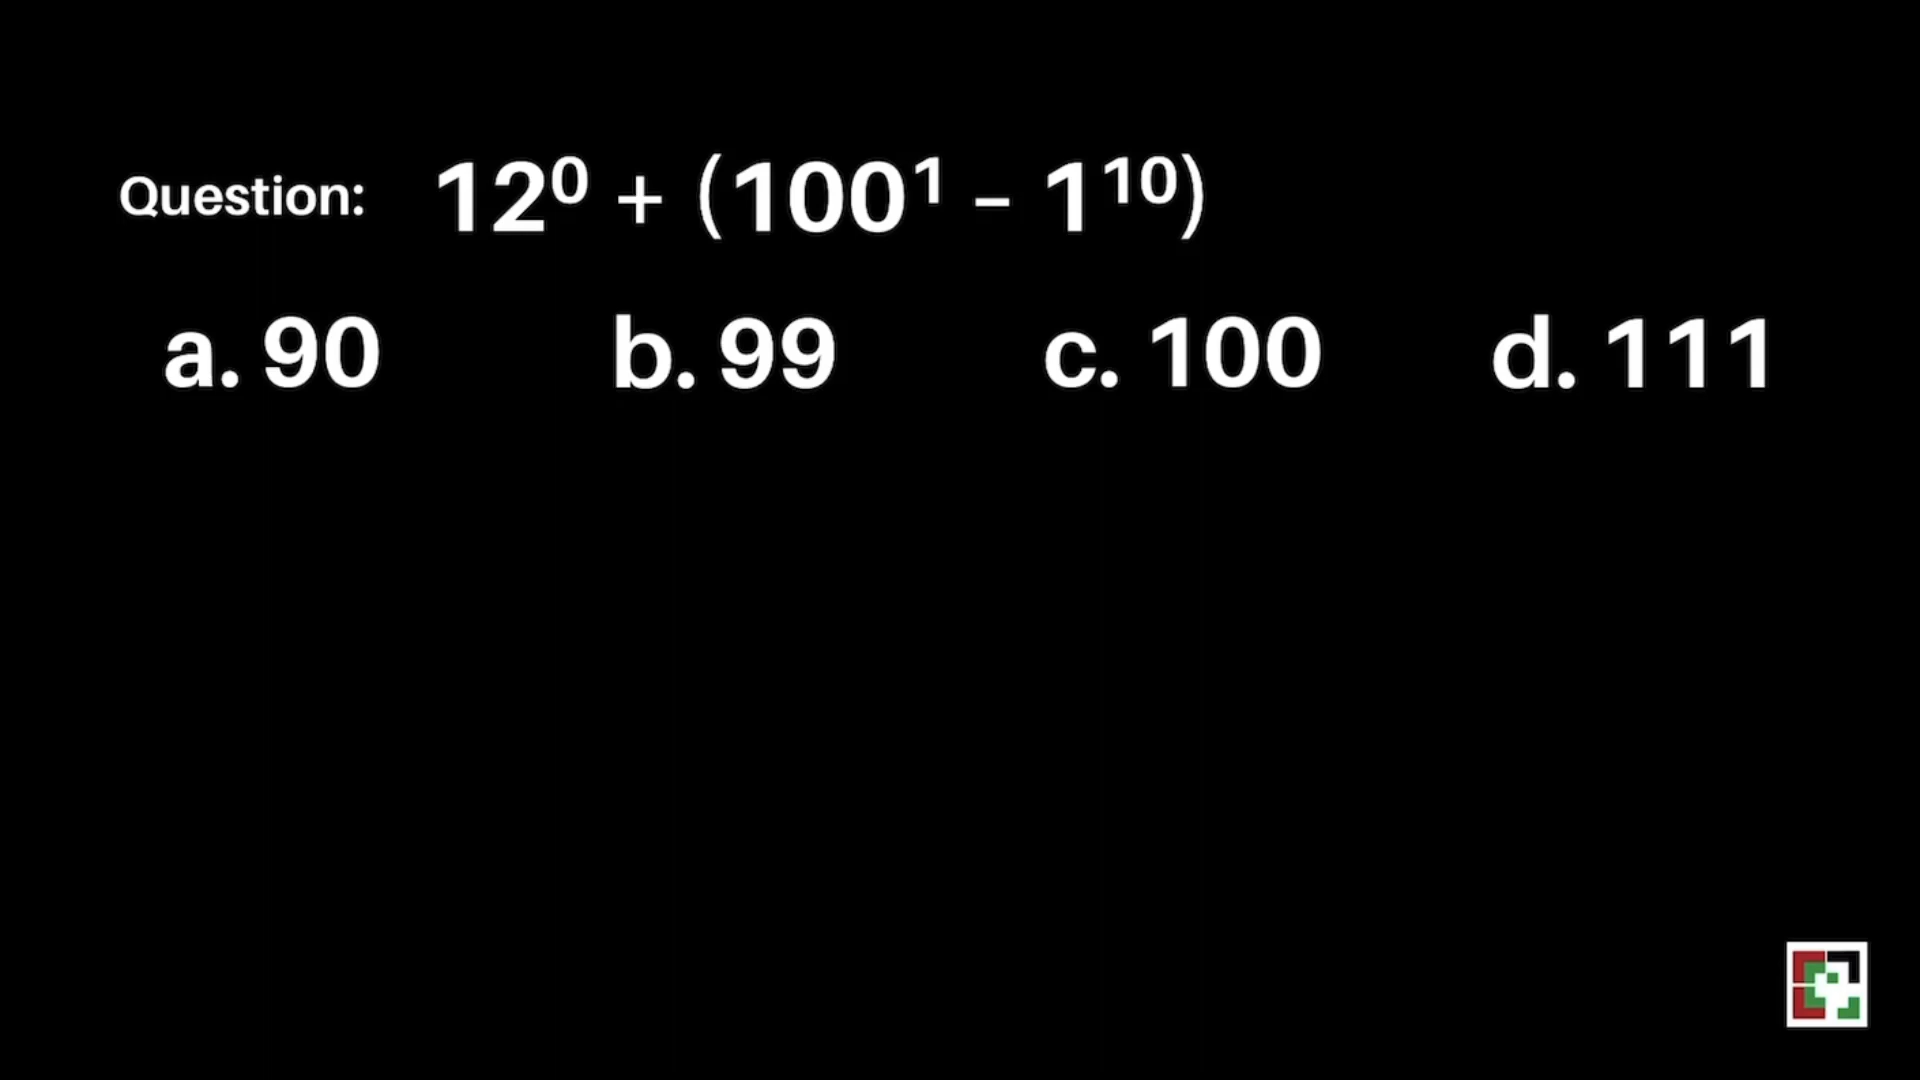 Question: 12⁰ + (100¹ – 1¹⁰)
a. 90 b. 99 c. 100 d. 111